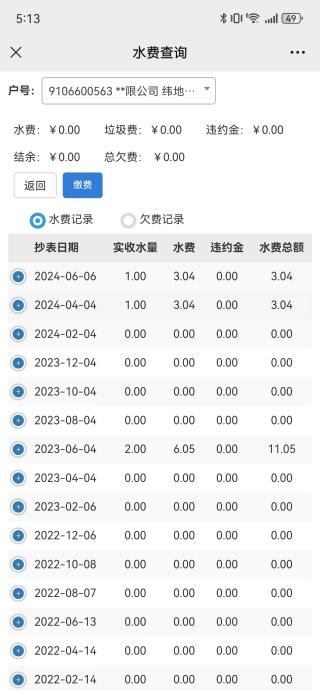 5:13 49
水费查询
户号： 9106600563 **限公司 纬地…
水费：￥0.00 垃圾费：￥0.00 违约金：￥0.00
结余：￥0.00 总欠费：￥0.00
返回 缴费
水费记录 欠费记录
抄表日期 实收水量 水费 违约金 水费总额
2024-06-06 1.00 3.04 0.00 3.04
2024-04-04 1.00 3.04 0.00 3.04
2024-02-04 0.00 0.00 0.00 0.00
2023-12-04 0.00 0.00 0.00 0.00
2023-10-04 0.00 0.00 0.00 0.00
2023-08-04 0.00 0.00 0.00 0.00
2023-06-04 2.00 6.05 0.00 11.05
2023-04-04 0.00 0.00 0.00 0.00
2023-02-06 0.00 0.00 0.00 0.00
2022-12-06 0.00 0.00 0.00 0.00
2022-10-08 0.00 0.00 0.00 0.00
2022-08-07 0.00 0.00 0.00 0.00
2022-06-13 0.00 0.00 0.00 0.00
2022-04-14 0.00 0.00 0.00 0.00
2022-02-14 0.00 0.00 0.00 0.00